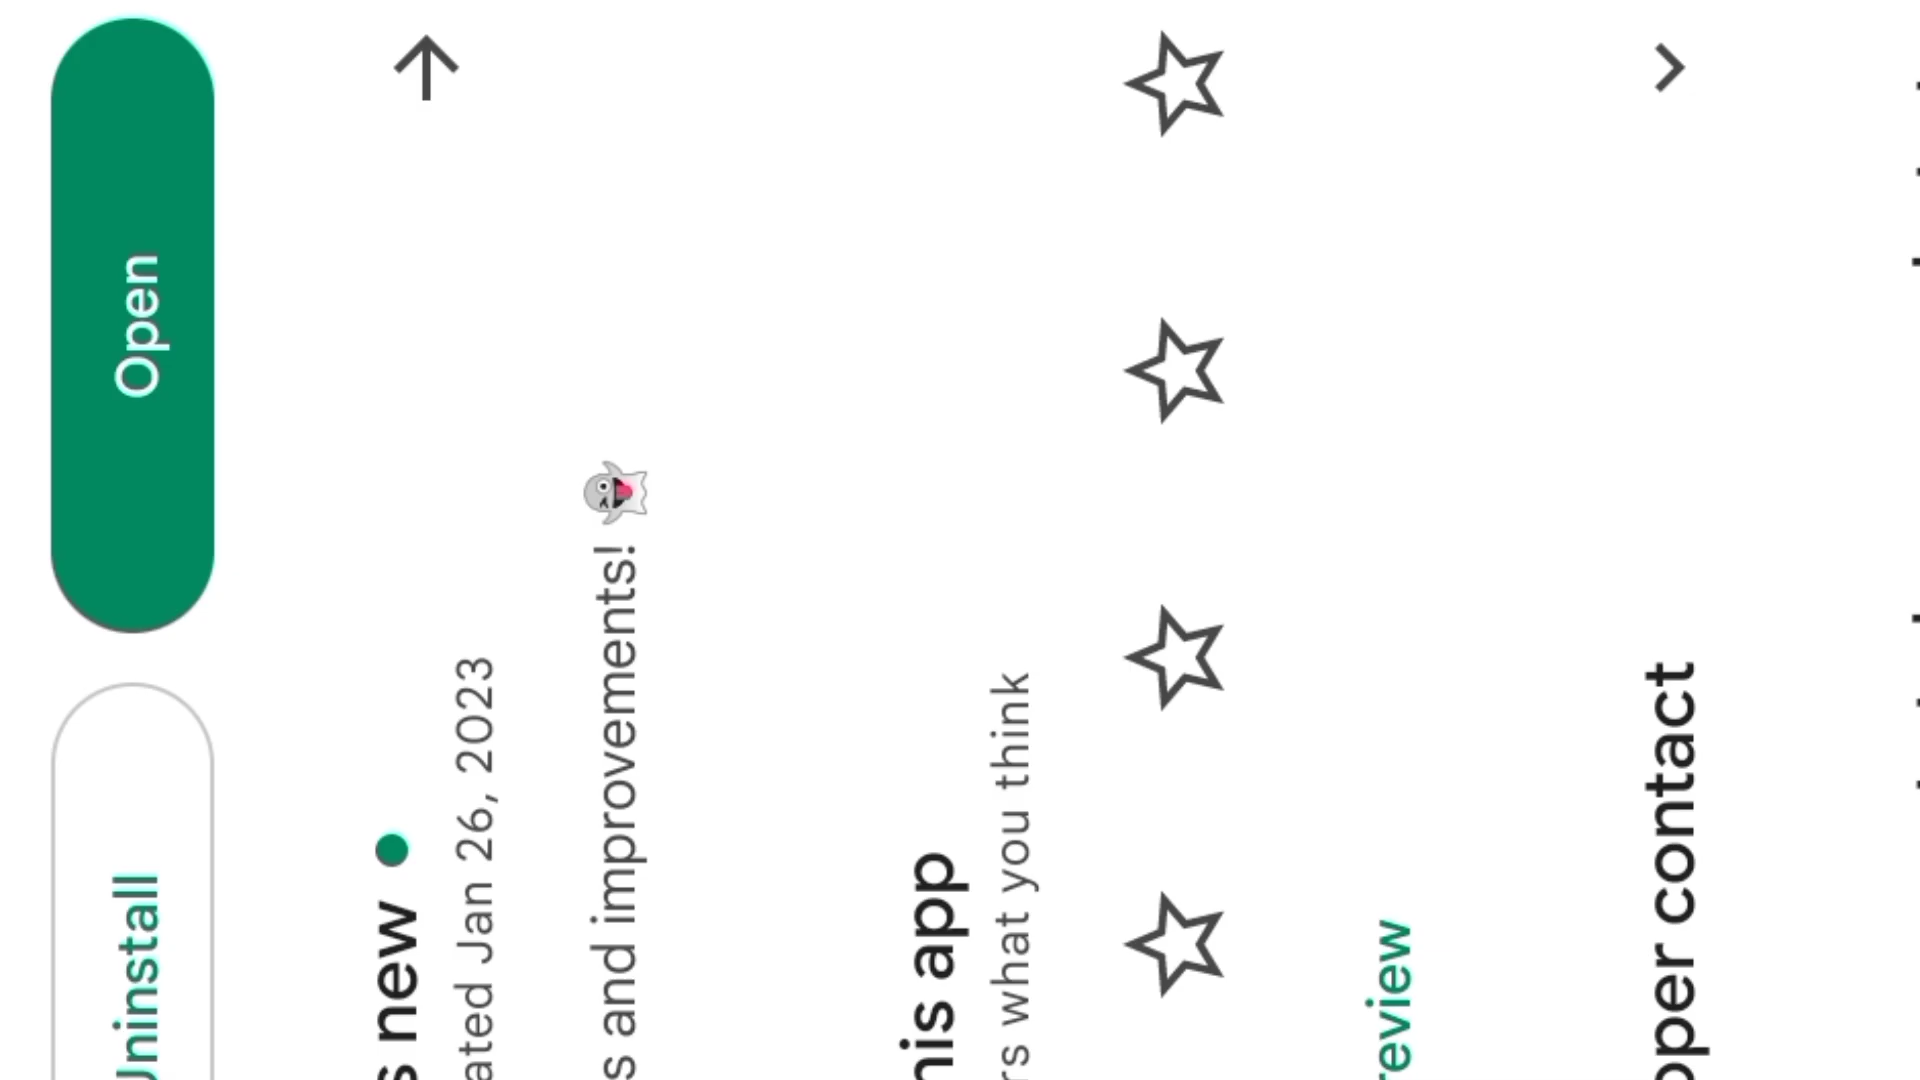 Uninstall
Open
s new
ated Jan 26, 2023
s and improvements! 👻
his app
rs what you think
review
oper contact